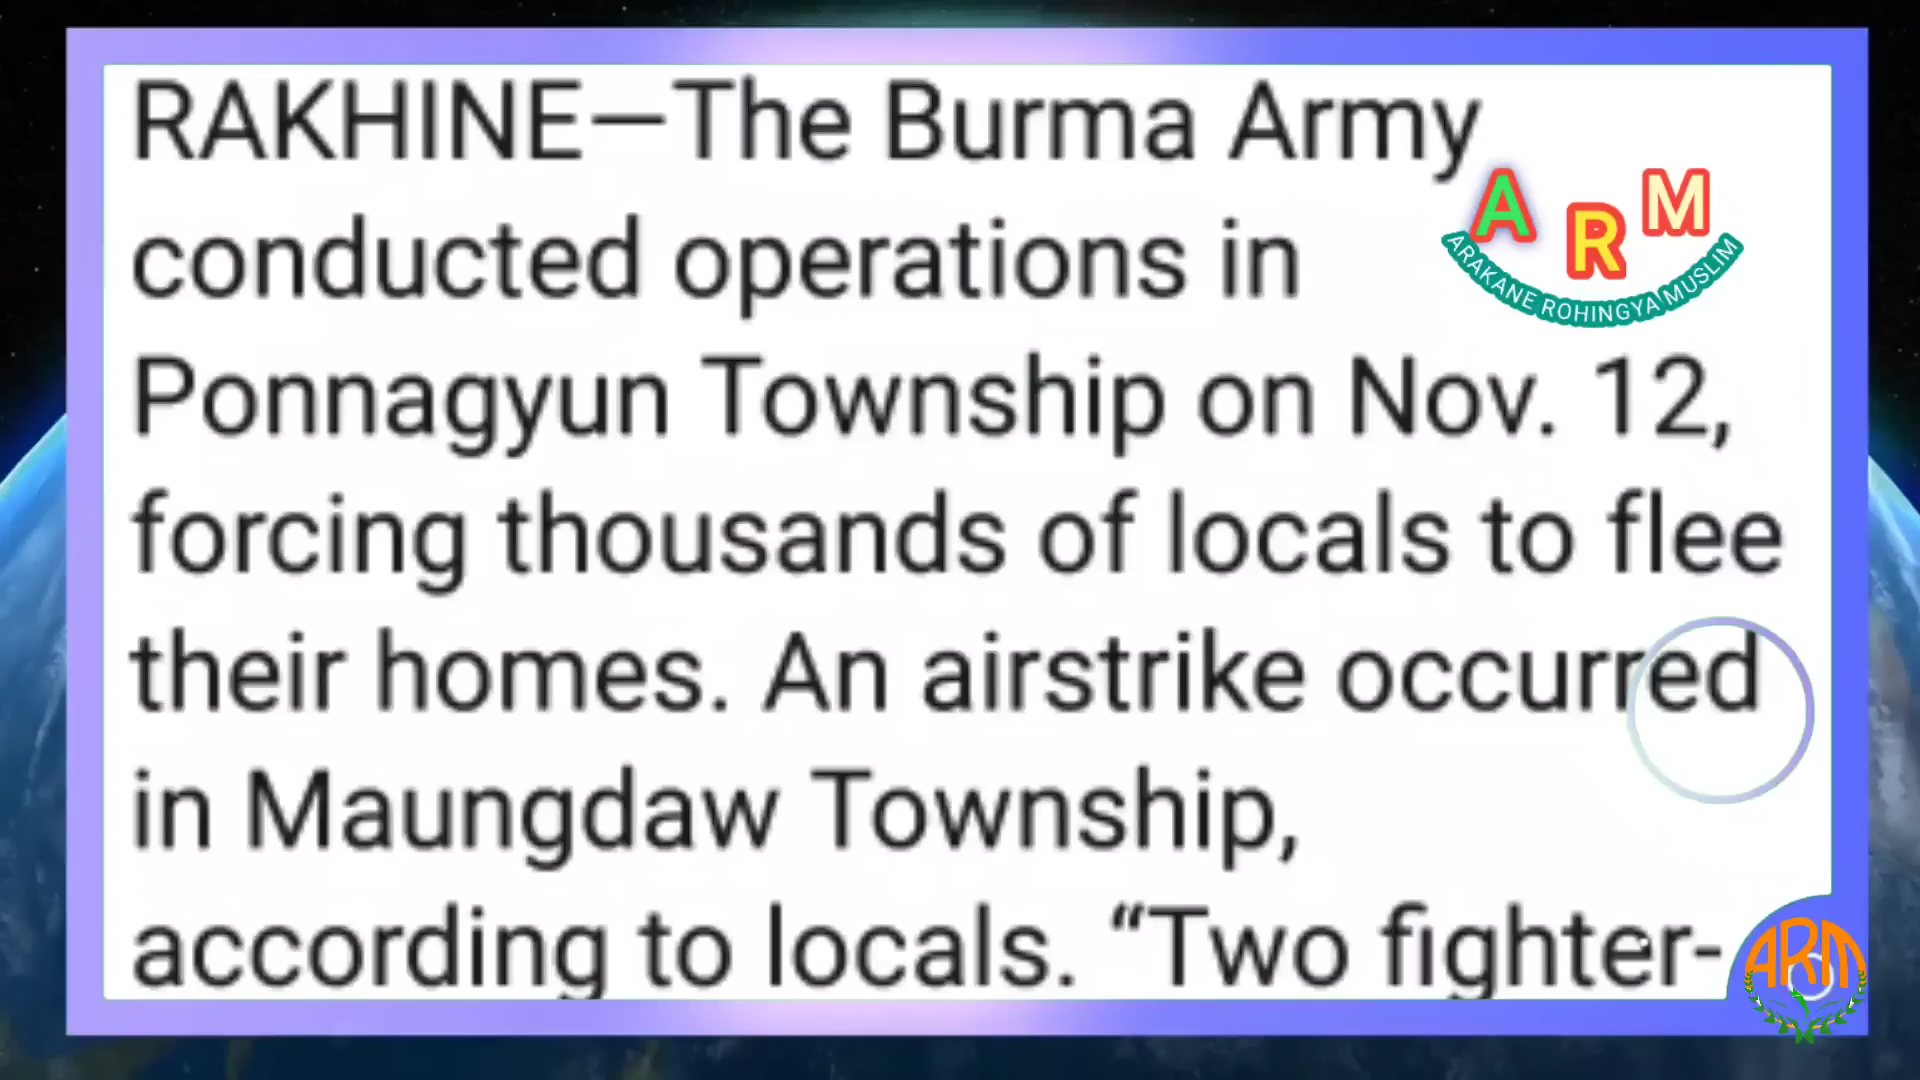 RAKHINE—The Burma Army
conducted operations in
Ponnagyun Township on Nov. 12,
forcing thousands of locals to flee
their homes. An airstrike occurred
in Maungdaw Township,
according to locals. “Two fighter-
A R M
ARAKANE ROHINGYA MUSLIM
ARM